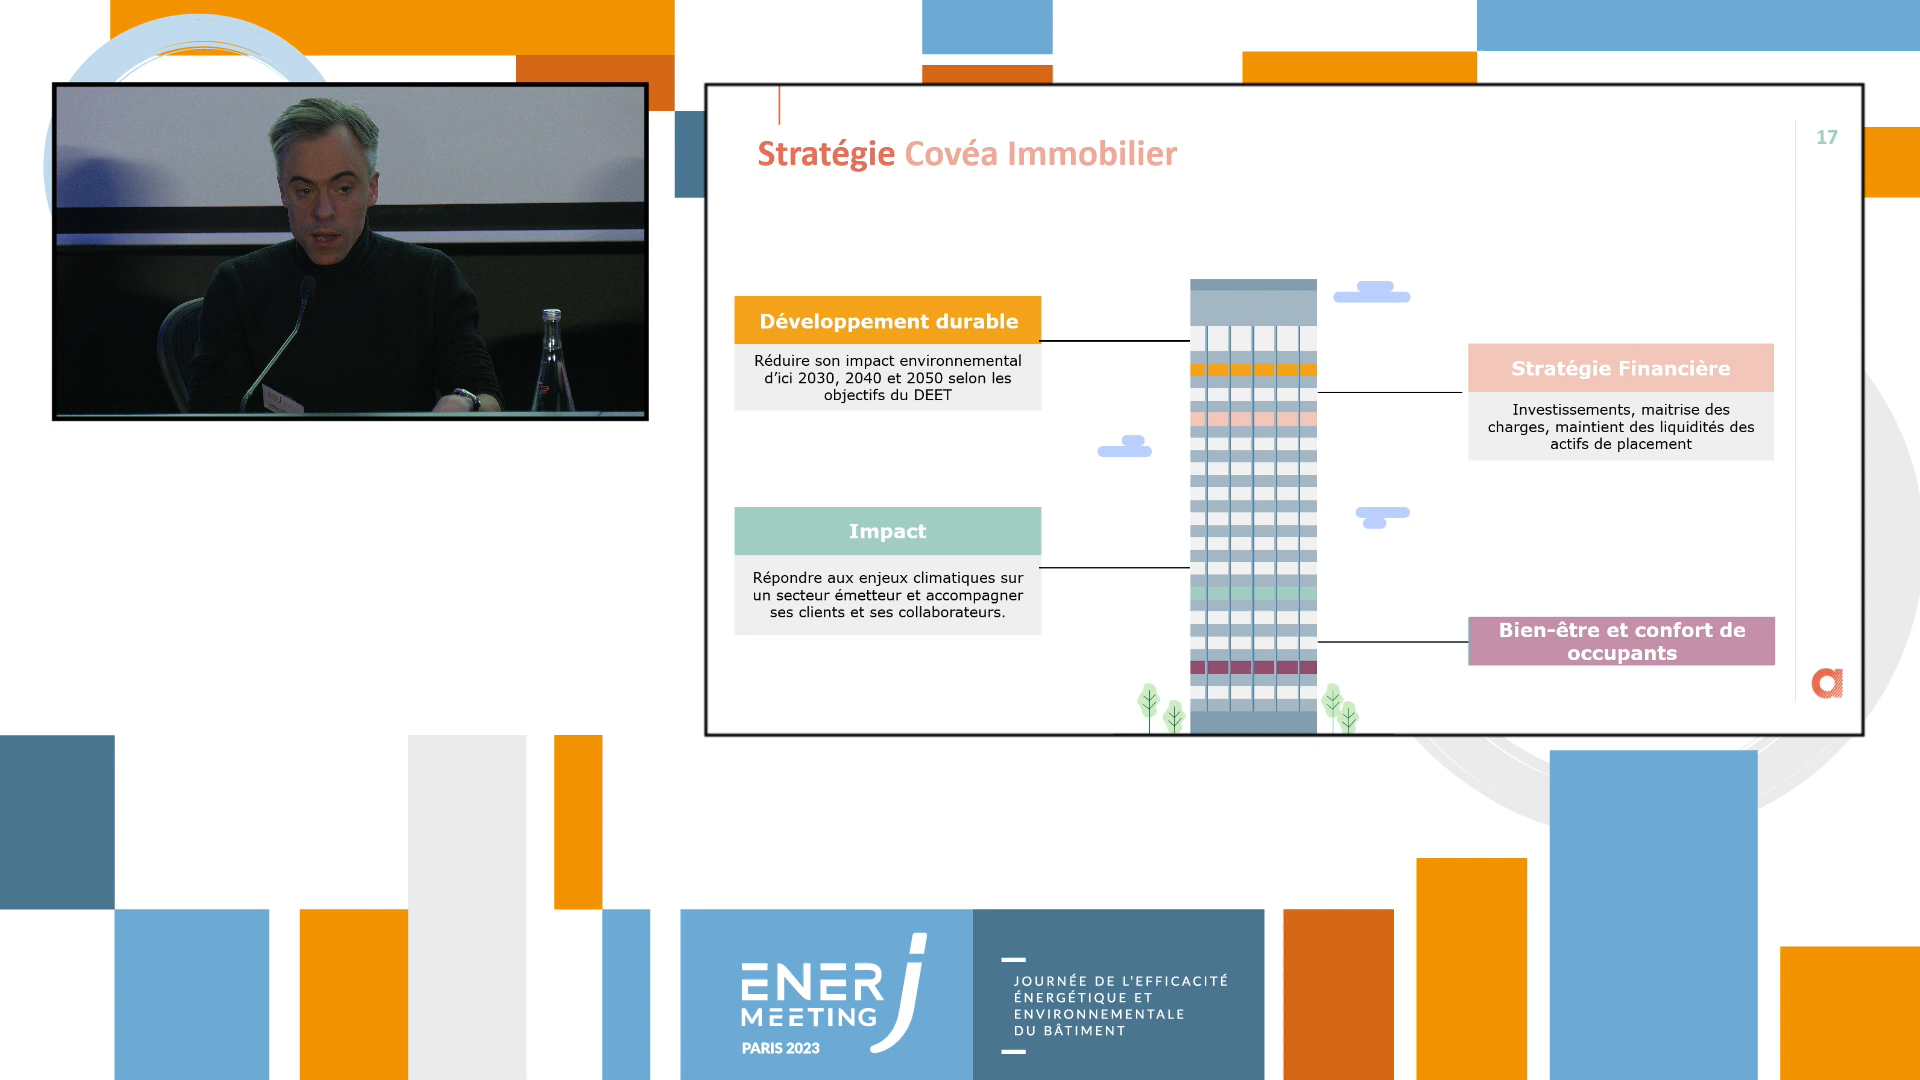 Stratégie Covéa Immobilier
17
Développement durable
Réduire son impact environnemental
d’ici 2030, 2040 et 2050 selon les
objectifs du DEET
Stratégie Financière
Investissements, maitrise des
charges, maintient des liquidités des
actifs de placement
Impact
Répondre aux enjeux climatiques sur
un secteur émetteur et accompagner
ses clients et ses collaborateurs.
Bien-être et confort de
occupants
a
ENERJ
MEETING
PARIS 2023
JOURNÉE DE L’EFFICACITÉ
ÉNERGÉTIQUE ET
ENVIRONNEMENTALE
DU BÂTIMENT